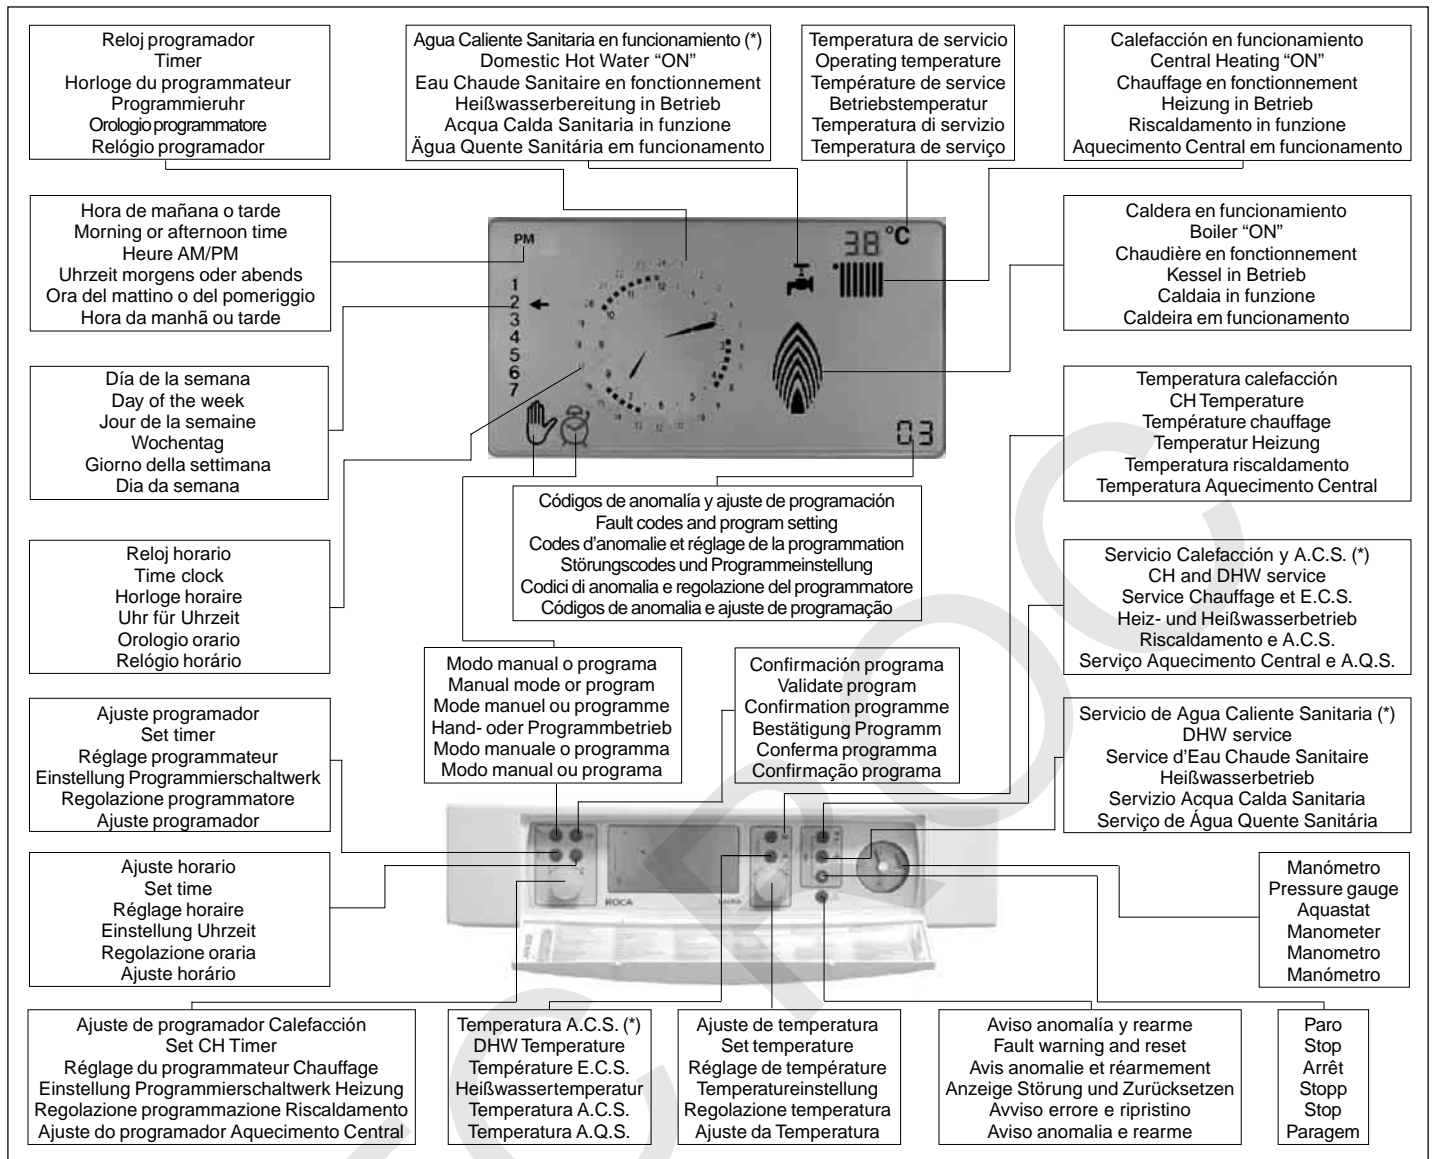 Reloj programador
Timer
Horloge du programmateur
Programmieruhr
Orologio programmatore
Relógio programador
Agua Caliente Sanitaria en funcionamiento (*)
Domestic Hot Water “ON”
Eau Chaude Sanitaire en fonctionnement
Heißwasserbereitung in Betrieb
Acqua Calda Sanitaria in funzione
Ägua Quente Sanitária em funcionamento
Temperatura de servicio
Operating temperature
Température de service
Betriebstemperatur
Temperatura di servizio
Temperatura de serviço
Calefacción en funcionamiento
Central Heating “ON”
Chauffage en fonctionnement
Heizung in Betrieb
Riscaldamento in funzione
Aquecimento Central em funcionamento
Hora de mañana o tarde
Morning or afternoon time
Heure AM/PM
Uhrzeit morgens oder abends
Ora del mattino o del pomeriggio
Hora da manhã ou tarde
PM
38 °C
1
2
3
4
5
6
7
03
Caldera en funcionamiento
Boiler “ON”
Chaudière en fonctionnement
Kessel in Betrieb
Caldaia in funzione
Caldeira em funcionamento
Día de la semana
Day of the week
Jour de la semaine
Wochentag
Giorno della settimana
Dia da semana
Temperatura calefacción
CH Temperature
Température chauffage
Temperatur Heizung
Temperatura riscaldamento
Temperatura Aquecimento Central
Códigos de anomalía y ajuste de programación
Fault codes and program setting
Codes d’anomalie et réglage de la programmation
Störungscodes und Programmeinstellung
Codici di anomalia e regolazione del programmatore
Códigos de anomalia e ajuste de programação
Reloj horario
Time clock
Horloge horaire
Uhr für Uhrzeit
Orologio orario
Relógio horário
Servicio Calefacción y A.C.S. (*)
CH and DHW service
Service Chauffage et E.C.S.
Heiz- und Heißwasserbetrieb
Riscaldamento e A.C.S.
Serviço Aquecimento Central e A.Q.S.
Modo manual o programa
Manual mode or program
Mode manuel ou programme
Hand- oder Programmbetrieb
Modo manuale o programma
Modo manual ou programa
Confirmación programa
Validate program
Confirmation programme
Bestätigung Programm
Conferma programma
Confirmação programa
Ajuste programador
Set timer
Réglage programmateur
Einstellung Programmierschaltwerk
Regolazione programmatore
Ajuste programador
Servicio de Agua Caliente Sanitaria (*)
DHW service
Service d’Eau Chaude Sanitaire
Heißwasserbetrieb
Servizio Acqua Calda Sanitaria
Serviço de Água Quente Sanitária
Ajuste horario
Set time
Réglage horaire
Einstellung Uhrzeit
Regolazione oraria
Ajuste horário
ROCA
Manómetro
Pressure gauge
Aquastat
Manometer
Manometro
Manómetro
Ajuste de programador Calefacción
Set CH Timer
Réglage du programmateur Chauffage
Einstellung Programmierschaltwerk Heizung
Regolazione programmazione Riscaldamento
Ajuste do programador Aquecimento Central
Temperatura A.C.S. (*)
DHW Temperature
Température E.C.S.
Heißwassertemperatur
Temperatura A.C.S.
Temperatura A.Q.S.
Ajuste de temperatura
Set temperature
Réglage de température
Temperatureinstellung
Regolazione temperatura
Ajuste da Temperatura
Aviso anomalía y rearme
Fault warning and reset
Avis anomalie et réarmement
Anzeige Störung und Zurücksetzen
Avviso errore e ripristino
Aviso anomalia e rearme
Paro
Stop
Arrêt
Stopp
Stop
Paragem